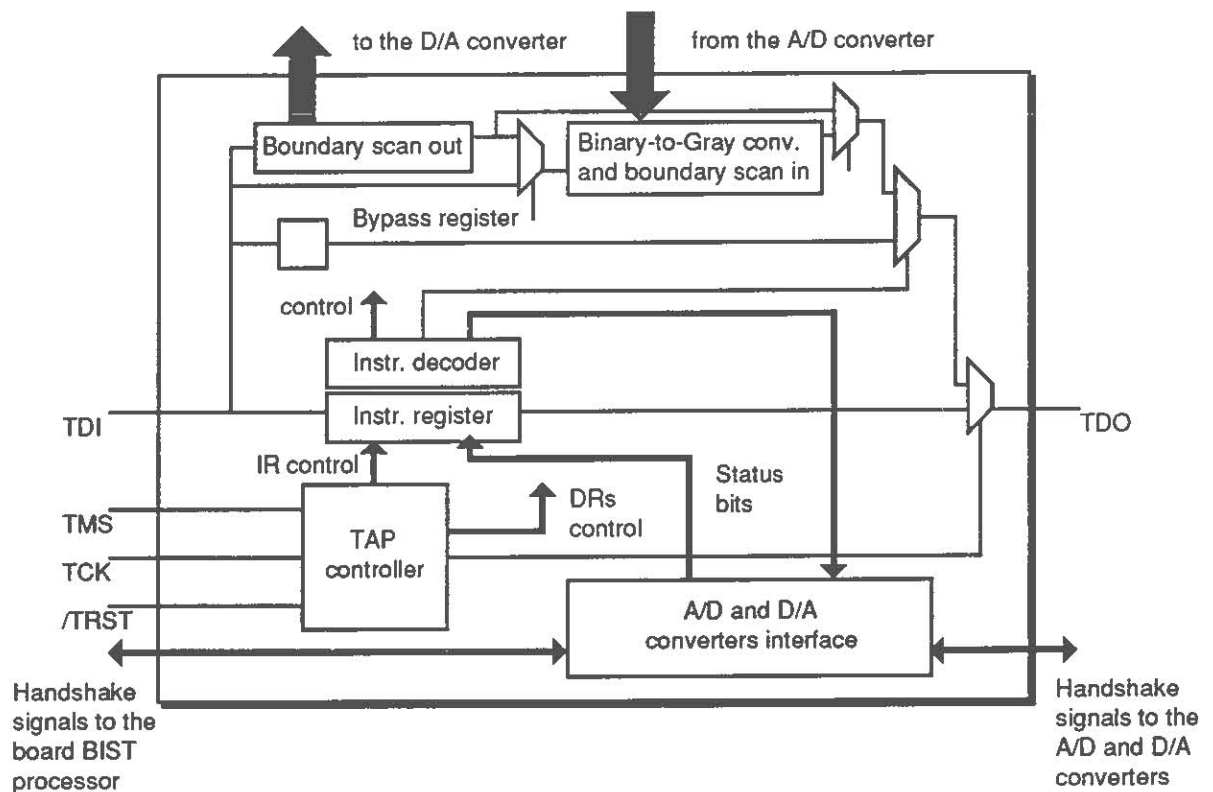 to the D/A converter
from the A/D converter
Boundary scan out
Binary-to-Gray conv.
and boundary scan in
Bypass register
control
Instr. decoder
Instr. register
TDI
TDO
IR control
Status
bits
DRs
control
TMS
TCK
/TRST
TAP
controller
A/D and D/A
converters interface
Handshake
signals to the
board BIST
processor
Handshake
signals to the
A/D and D/A
converters